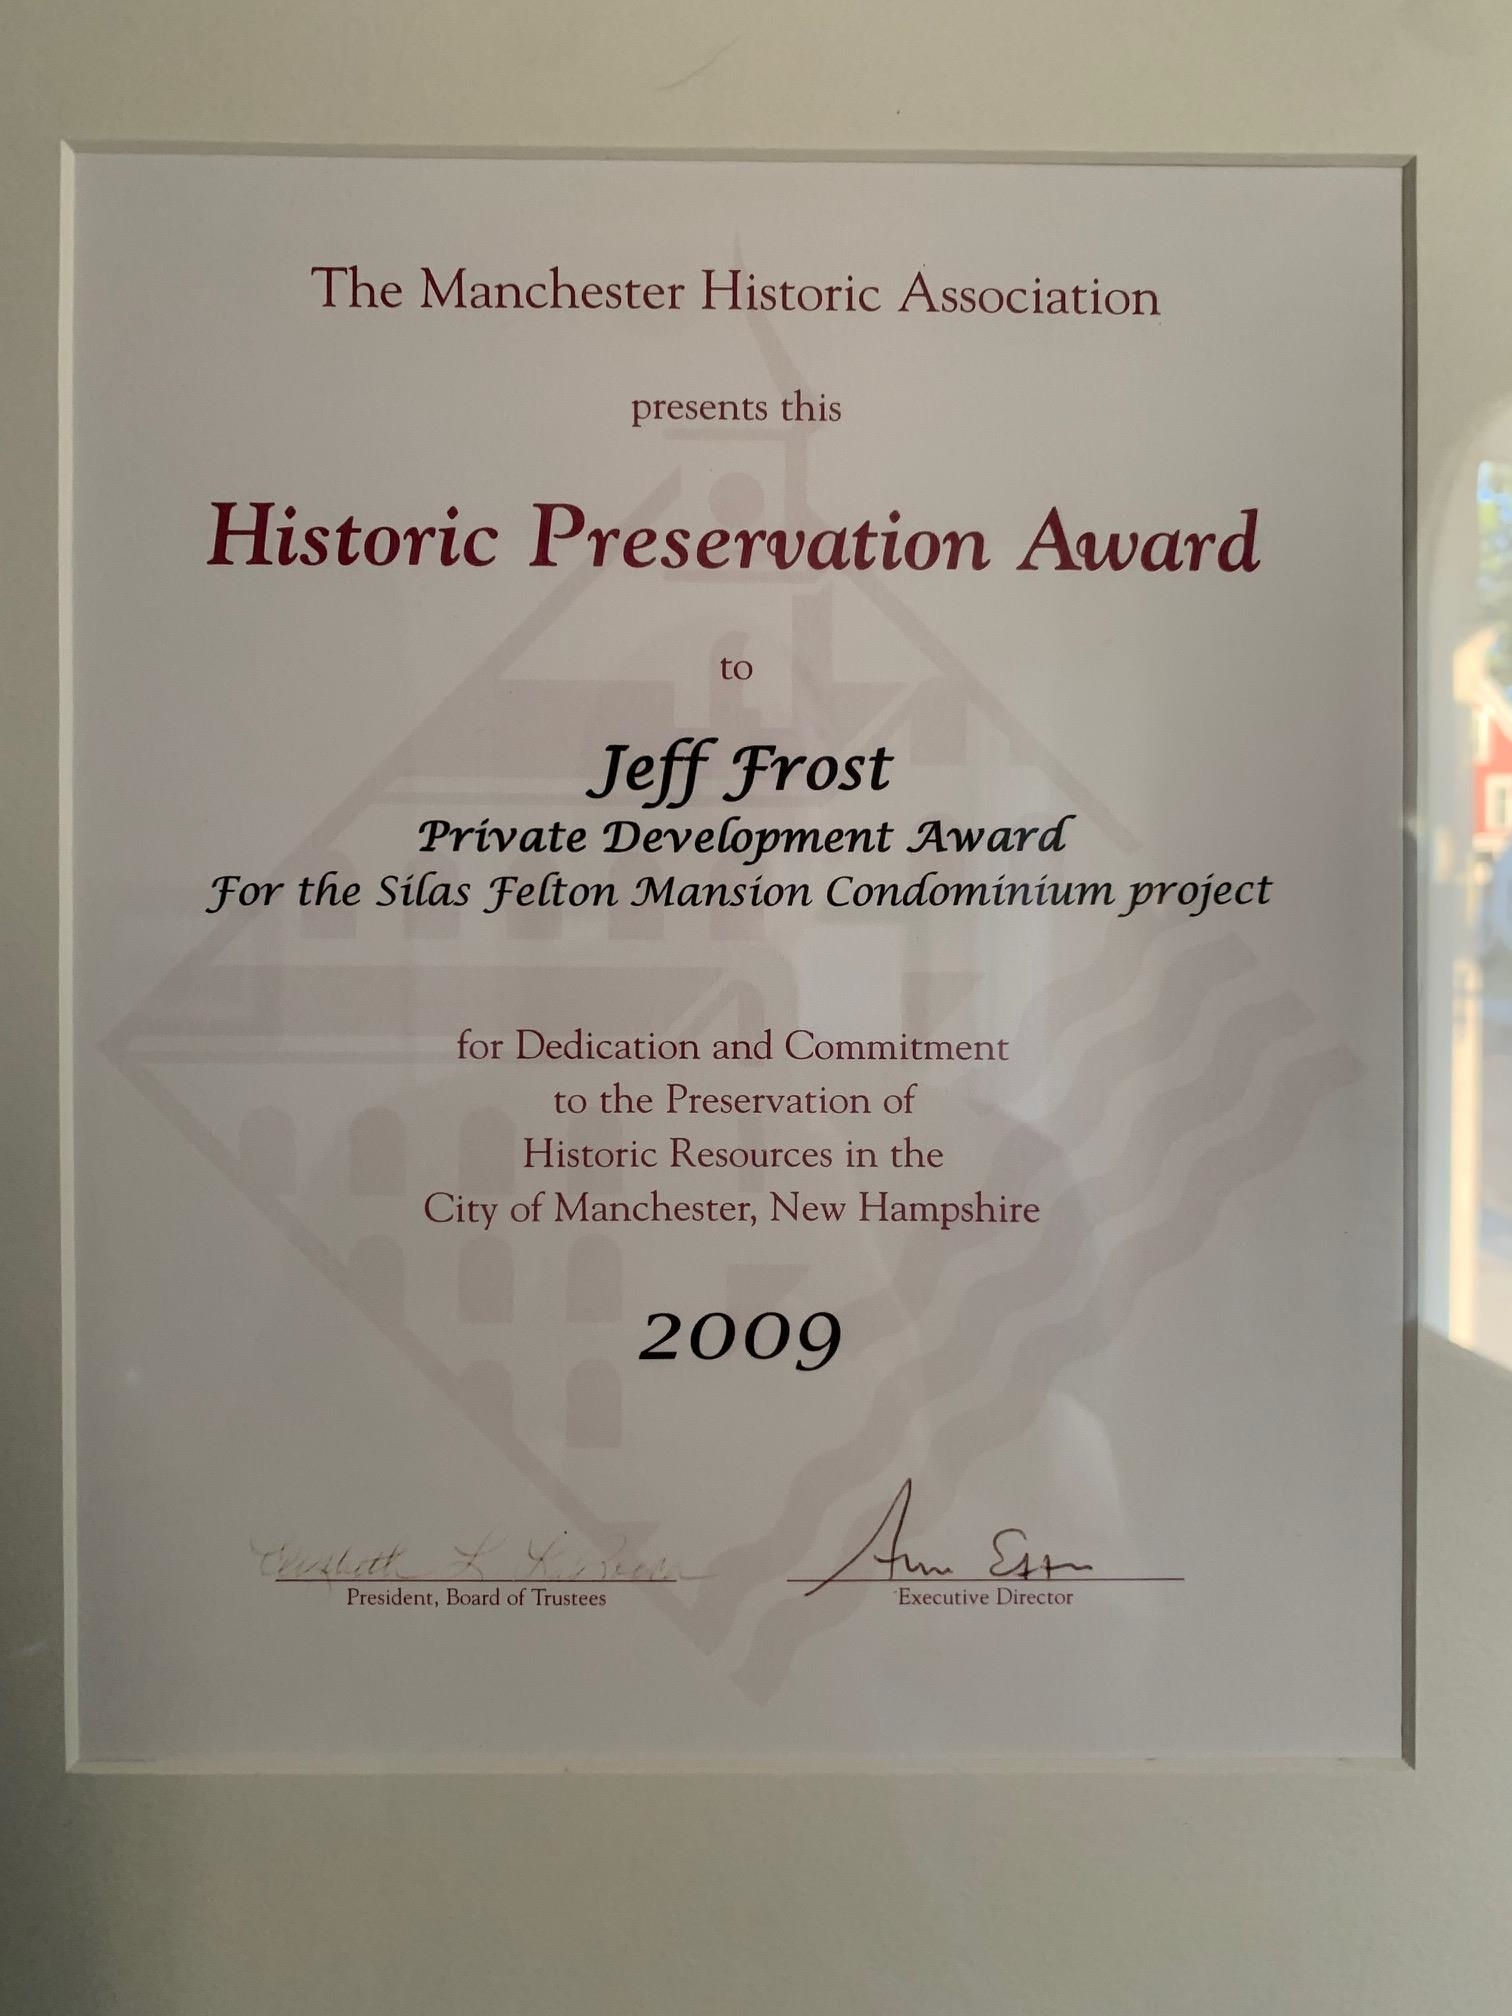 The Manchester Historic Association
presents this
Historic Preservation Award
to
Jeff Frost
Private Development Award
For the Silas Felton Mansion Condominium project
for Dedication and Commitment
to the Preservation of
Historic Resources in the
City of Manchester, New Hampshire
2009
Elizabeth
President, Board of Trustees
Executive Director